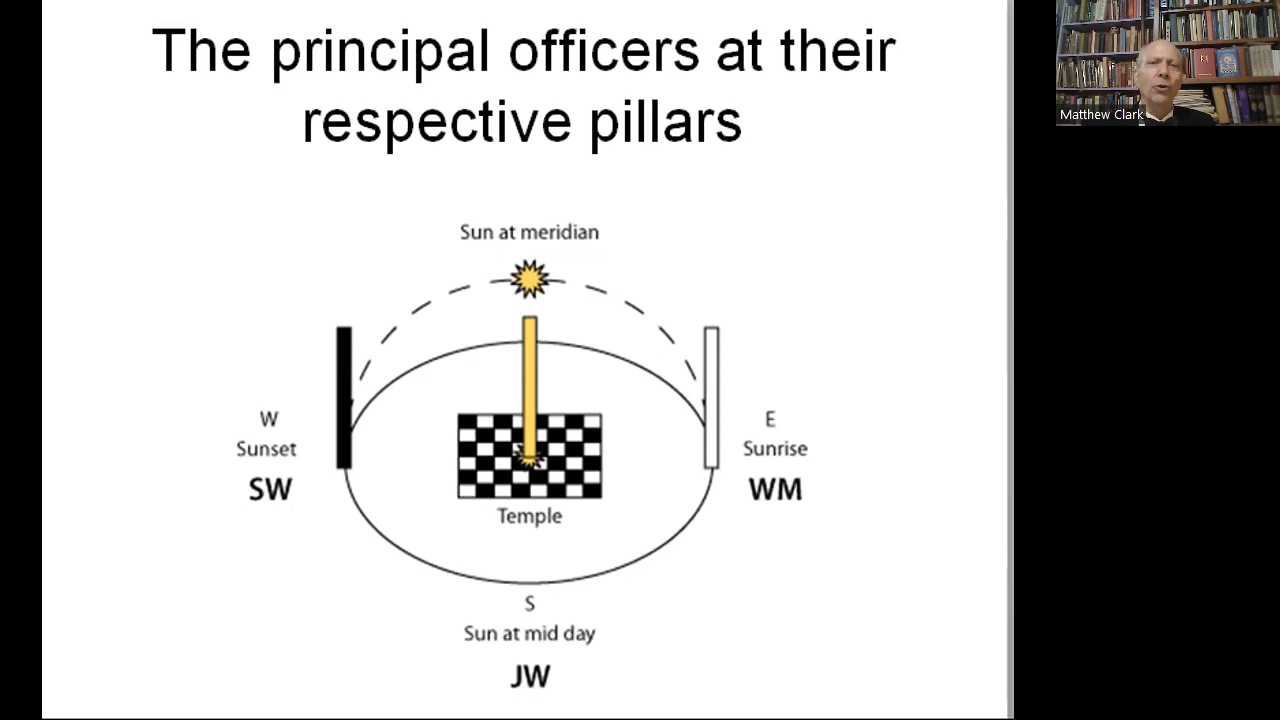 The principal officers at their
respective pillars
Matthew Clark
Sun at meridian
W
Sunset
SW
E
Sunrise
WM
Temple
S
Sun at mid day
JW